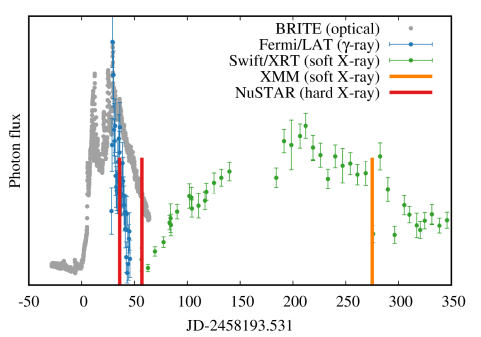 BRITE (optical)
Fermi/LAT (γ-ray)
Swift/XRT (soft X-ray)
XMM (soft X-ray)
NuSTAR (hard X-ray)
Photon flux
-50 0 50 100 150 200 250 300 350
JD-2458193.531